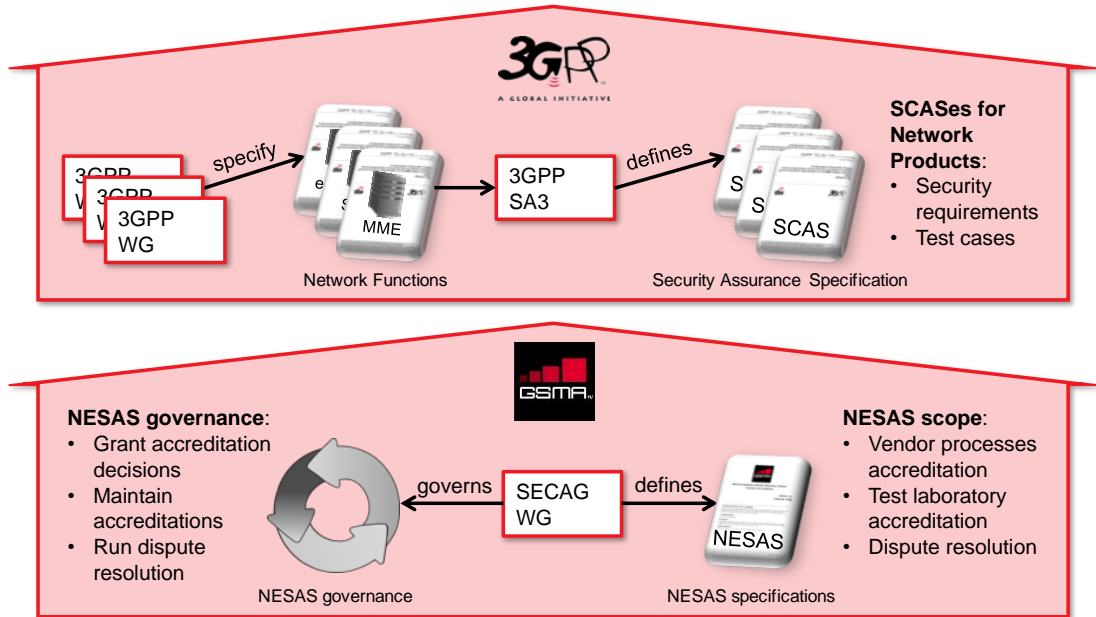 3GPP
A GLOBAL INITIATIVE
3GPP
3GPP
3GPP
WG
specify
MME
Network Functions
3GPP
SA3
defines
S
S
SCAS
Security Assurance Specification
SCASes for
Network
Products:
• Security
requirements
• Test cases
GSMA
NESAS governance:
• Grant accreditation
decisions
• Maintain
accreditations
• Run dispute
resolution
NESAS governance
governs
SECAG
WG
defines
NESAS
NESAS specifications
NESAS scope:
• Vendor processes
accreditation
• Test laboratory
accreditation
• Dispute resolution